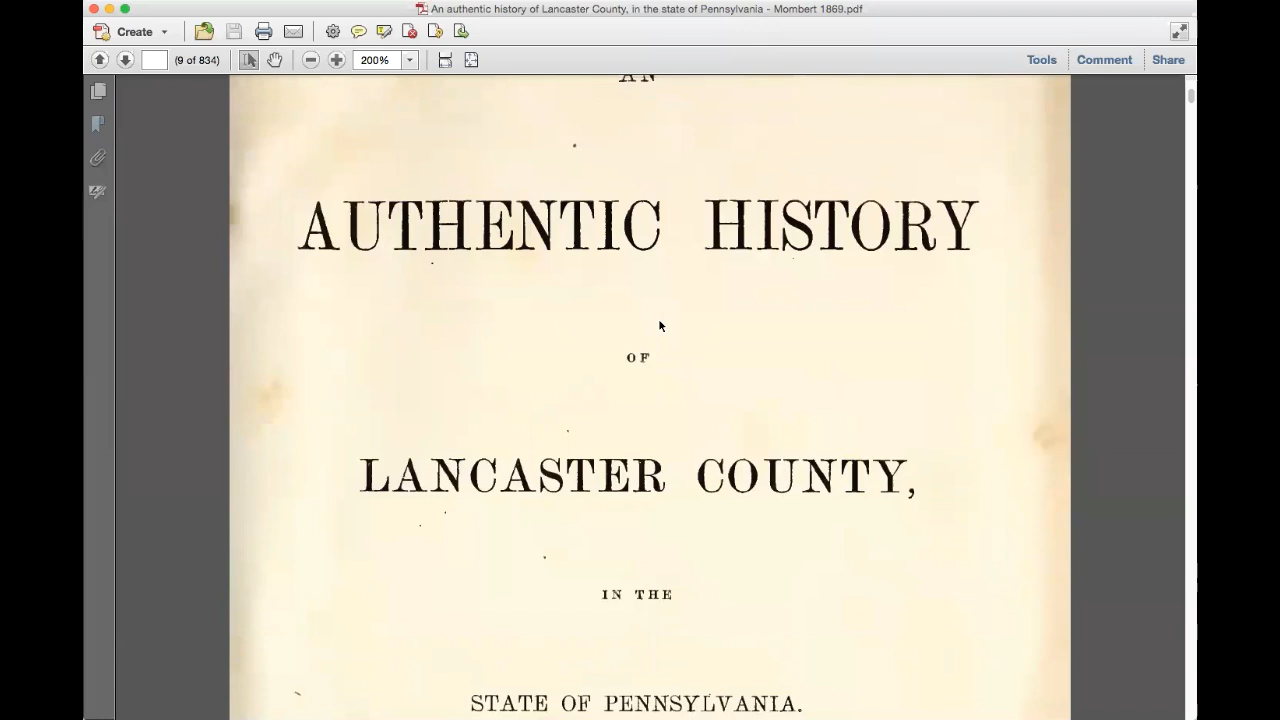 An authentic history of Lancaster County, in the state of Pennsylvania - Mombert 1869.pdf
Create
(9 of 834)
200%
Tools
Comment
Share
AN
AUTHENTIC HISTORY
OF
LANCASTER COUNTY,
IN THE
STATE OF PENNSYLVANIA.